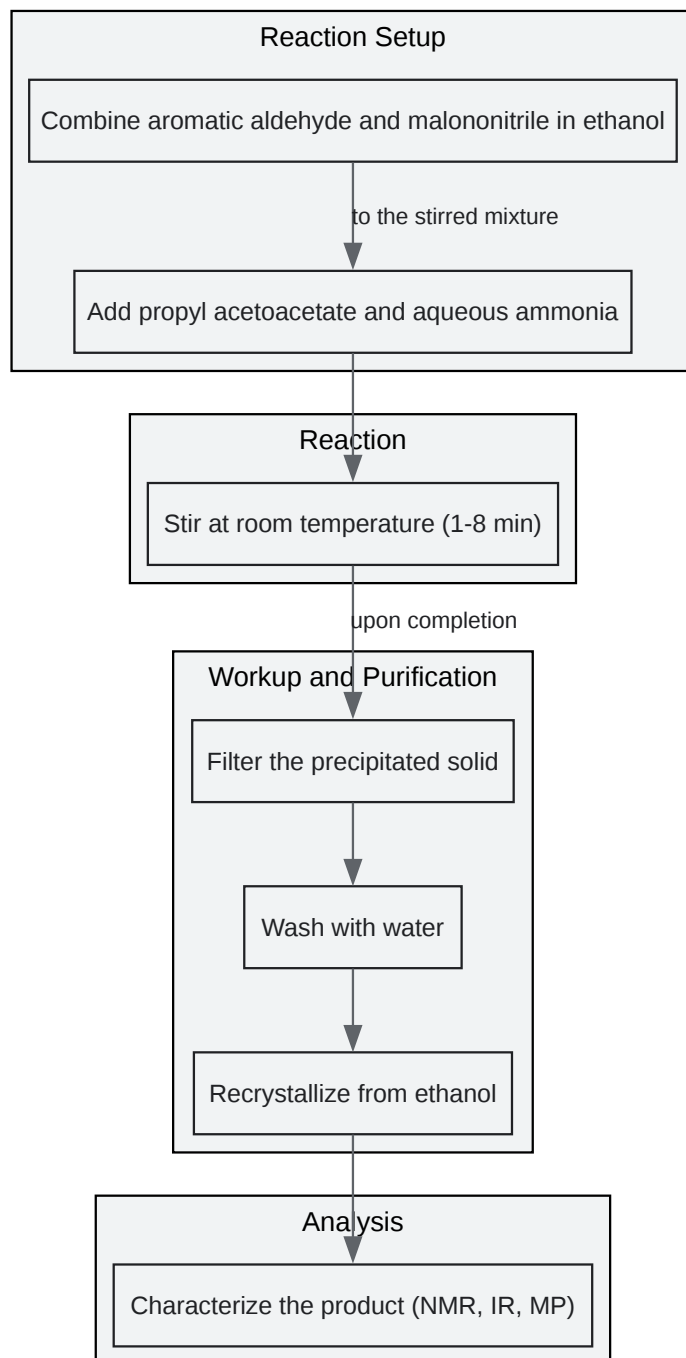 Reaction Setup
Combine aromatic aldehyde and malononitrile in ethanol
to the stirred mixture
Add propyl acetoacetate and aqueous ammonia
Reaction
Stir at room temperature (1-8 min)
upon completion
Workup and Purification
Filter the precipitated solid
Wash with water
Recrystallize from ethanol
Analysis
Characterize the product (NMR, IR, MP)